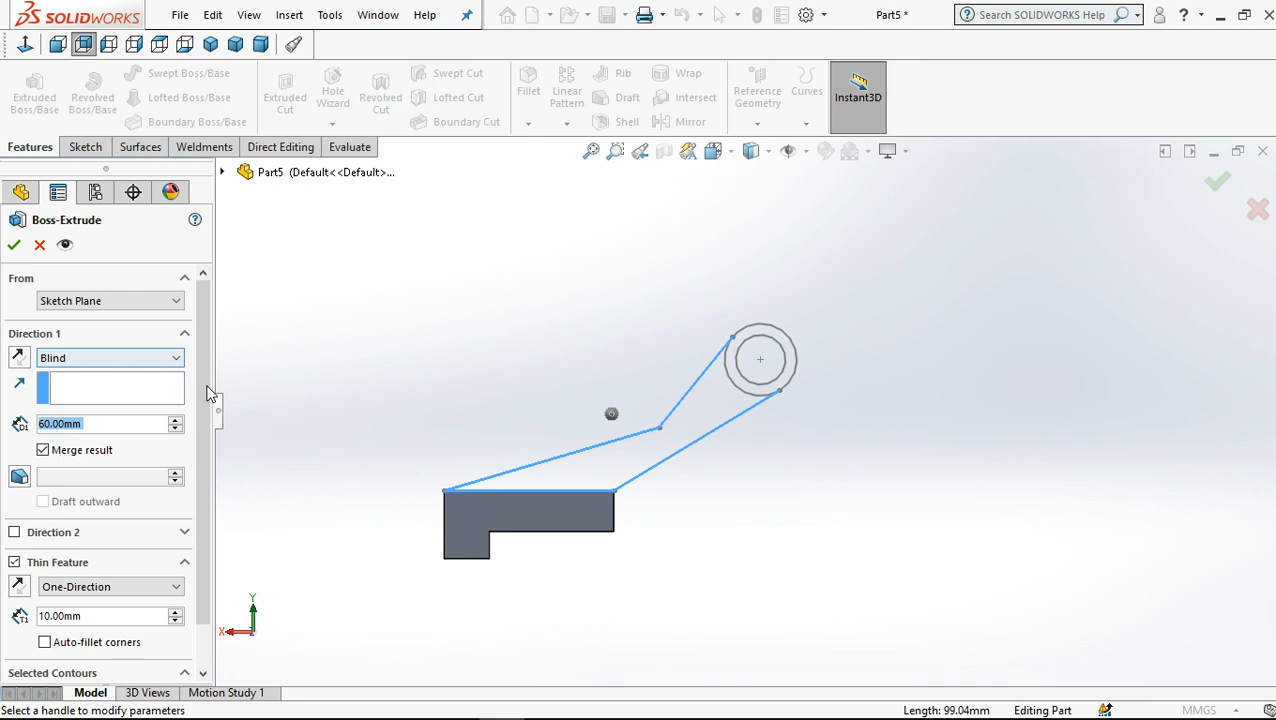 SOLIDWORKS File Edit View Insert Tools Window Help Part5 * Search SOLIDWORKS Help ?
Extruded Boss/Base
Revolved Boss/Base
Swept Boss/Base
Lofted Boss/Base
Boundary Boss/Base
Extruded Cut
Hole Wizard
Revolved Cut
Swept Cut
Lofted Cut
Boundary Cut
Fillet
Linear Pattern
Rib
Draft
Shell
Wrap
Intersect
Mirror
Reference Geometry
Curves
Instant3D
Features Sketch Surfaces Weldments Direct Editing Evaluate
Part5 (Default<<Default>...
Boss-Extrude
From
Sketch Plane
Direction 1
Blind
60.00mm
Merge result
Draft outward
Direction 2
Thin Feature
One-Direction
10.00mm
Auto-fillet corners
Selected Contours
Y
X
Model 3D Views Motion Study 1
Select a handle to modify parameters Length: 99.04mm Editing Part MMGS